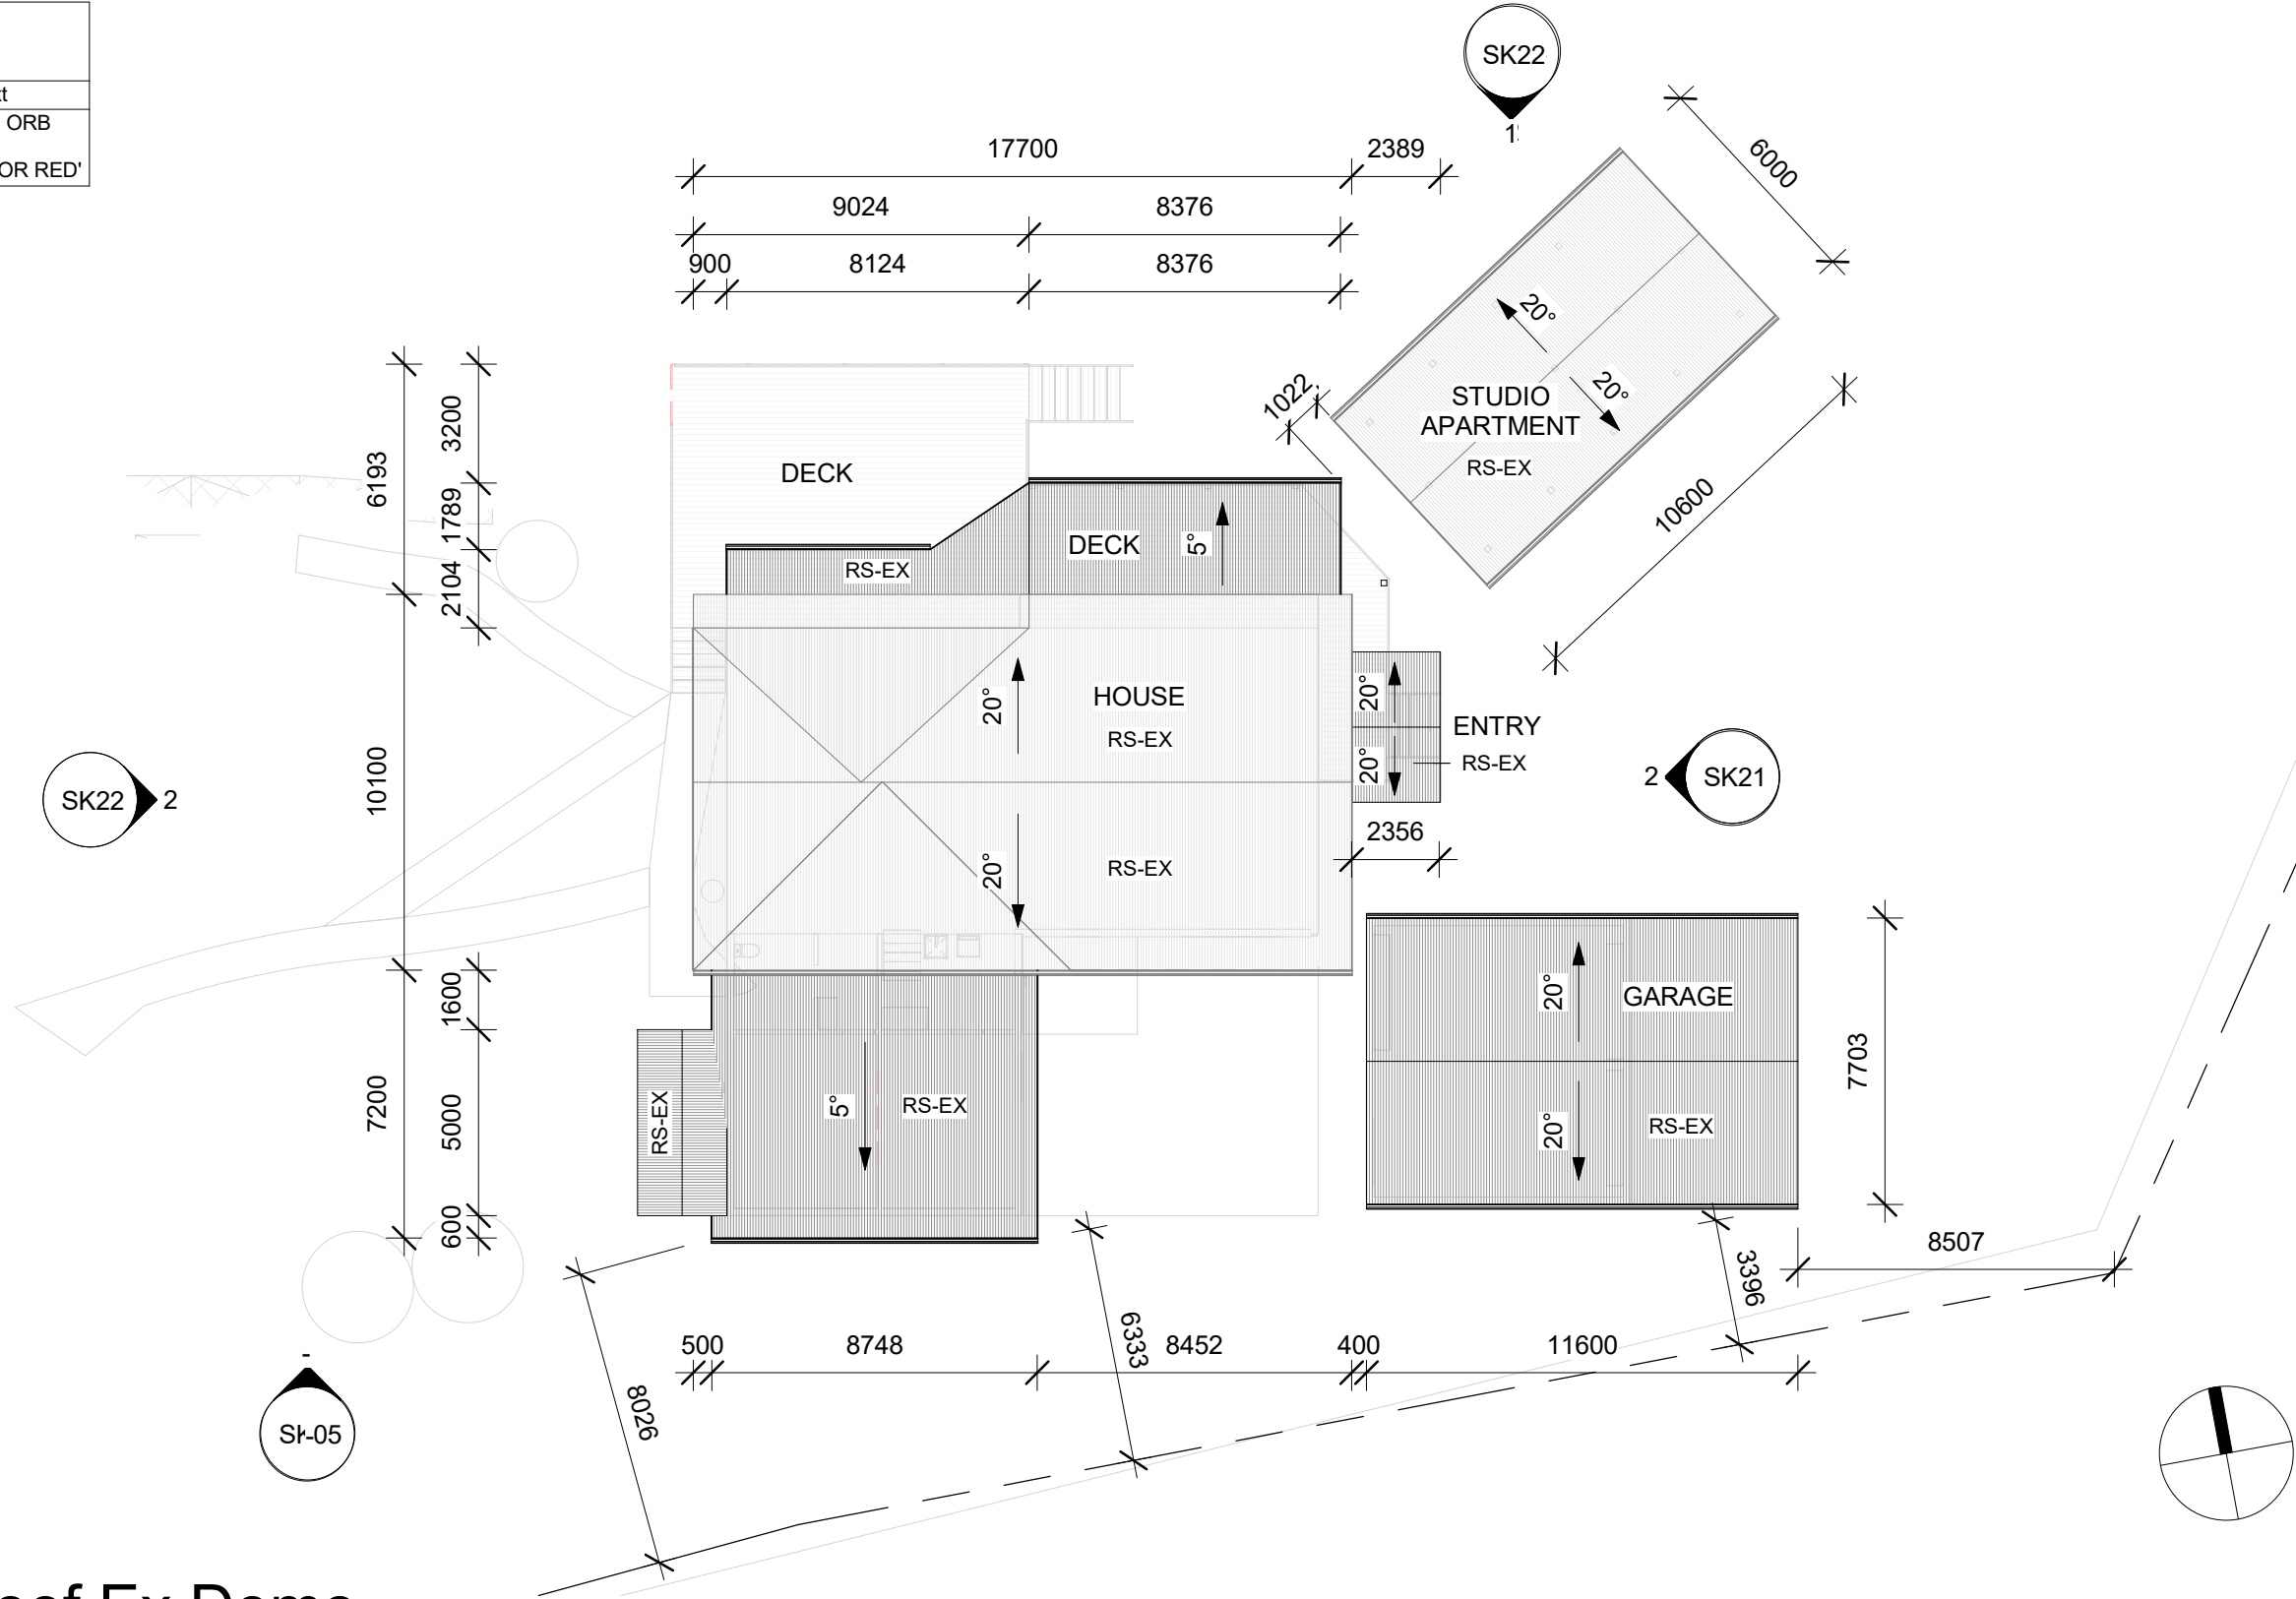 ORB
OR RED'
SK22
17700
2389
6000
9024
8376
900
8124
8376
20°
20°
1022
STUDIO
APARTMENT
RS-EX
10600
3200
6193
1789
2104
DECK
DECK
5°
RS-EX
HOUSE
20°
RS-EX
20°
ENTRY
20°
RS-EX
2356
SK22
2
2
SK21
10100
20°
RS-EX
1600
7200
5000
600
20°
GARAGE
7703
RS-EX
5°
RS-EX
20°
RS-EX
8507
3396
6333
8026
500
8748
8452
400
11600
-